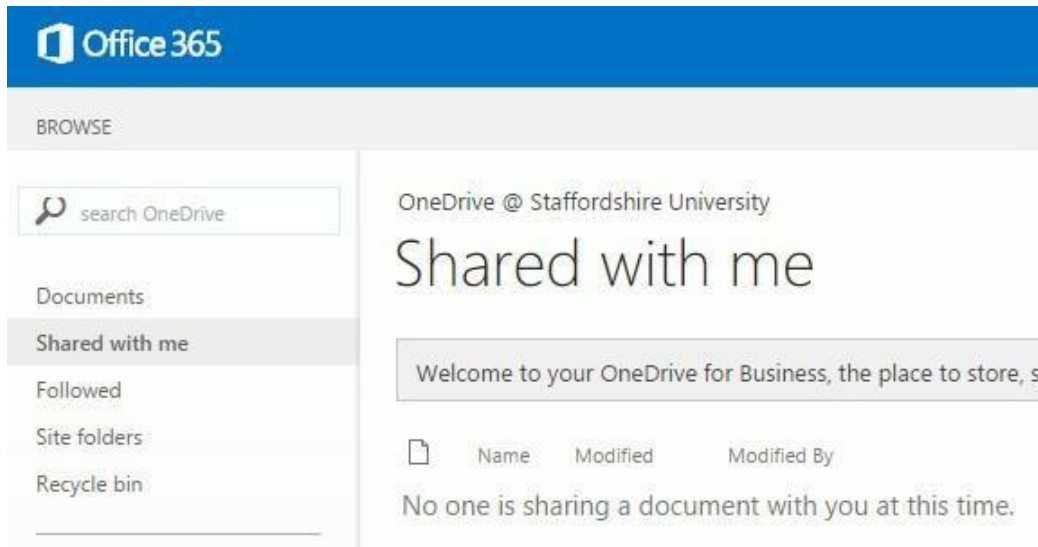 Office 365
BROWSE
search OneDrive
Documents
Shared with me
Followed
Site folders
Recycle bin
OneDrive @ Staffordshire University
Shared with me
Welcome to your OneDrive for Business, the place to store, s
Name Modified Modified By
No one is sharing a document with you at this time.